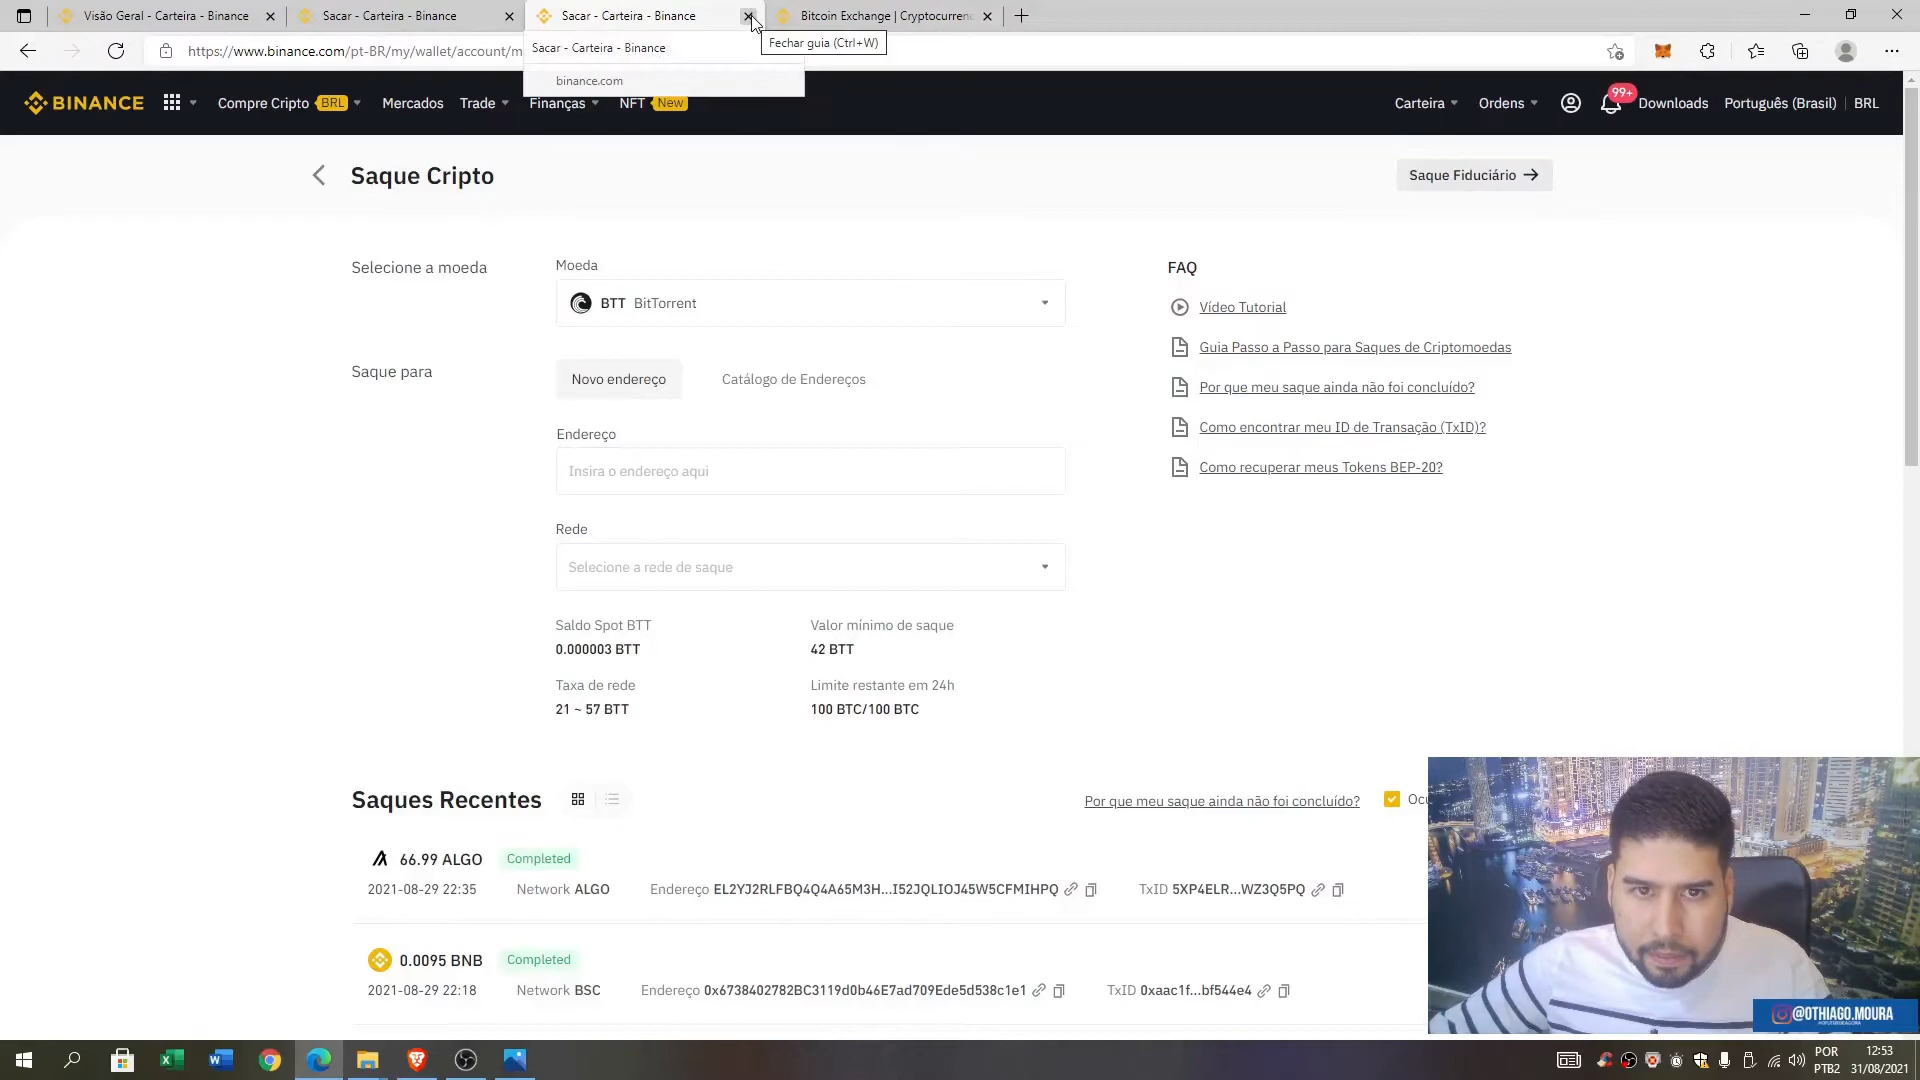 Visão Geral - Carteira - Binance
Sacar - Carteira - Binance
Sacar - Carteira - Binance
Bitcoin Exchange | Cryptocurren
https://www.binance.com/pt-BR/my/wallet/account/m
Sacar - Carteira - Binance
binance.com
Fechar guia (Ctrl+W)
BINANCE
Compre Cripto BRL
Mercados
Trade
Finanças
NFT New
Carteira
Ordens
99+
Downloads
Português (Brasil)
BRL
Saque Cripto
Saque Fiduciário
Selecione a moeda
Moeda
BTT BitTorrent
Saque para
Novo endereço
Catálogo de Endereços
Endereço
Insira o endereço aqui
Rede
Selecione a rede de saque
Saldo Spot BTT
0.000003 BTT
Valor mínimo de saque
42 BTT
Taxa de rede
21 ~ 57 BTT
Limite restante em 24h
100 BTC/100 BTC
FAQ
Vídeo Tutorial
Guia Passo a Passo para Saques de Criptomoedas
Por que meu saque ainda não foi concluído?
Como encontrar meu ID de Transação (TxID)?
Como recuperar meus Tokens BEP-20?
Saques Recentes
Por que meu saque ainda não foi concluído?
Ocu
66.99 ALGO Completed
2021-08-29 22:35 Network ALGO Endereço EL2YJ2RLFBQ4Q4A65M3H...I52JQLIOJ45W5CFMIHPQ TxID 5XP4ELR...WZ3Q5PQ
0.0095 BNB Completed
2021-08-29 22:18 Network BSC Endereço 0x6738402782BC3119d0b46E7ad709Ede5d538c1e1 TxID 0xaac1f...bf544e4
@OTHIAGO.MOURA
POR
PTB2
12:53
31/08/2021